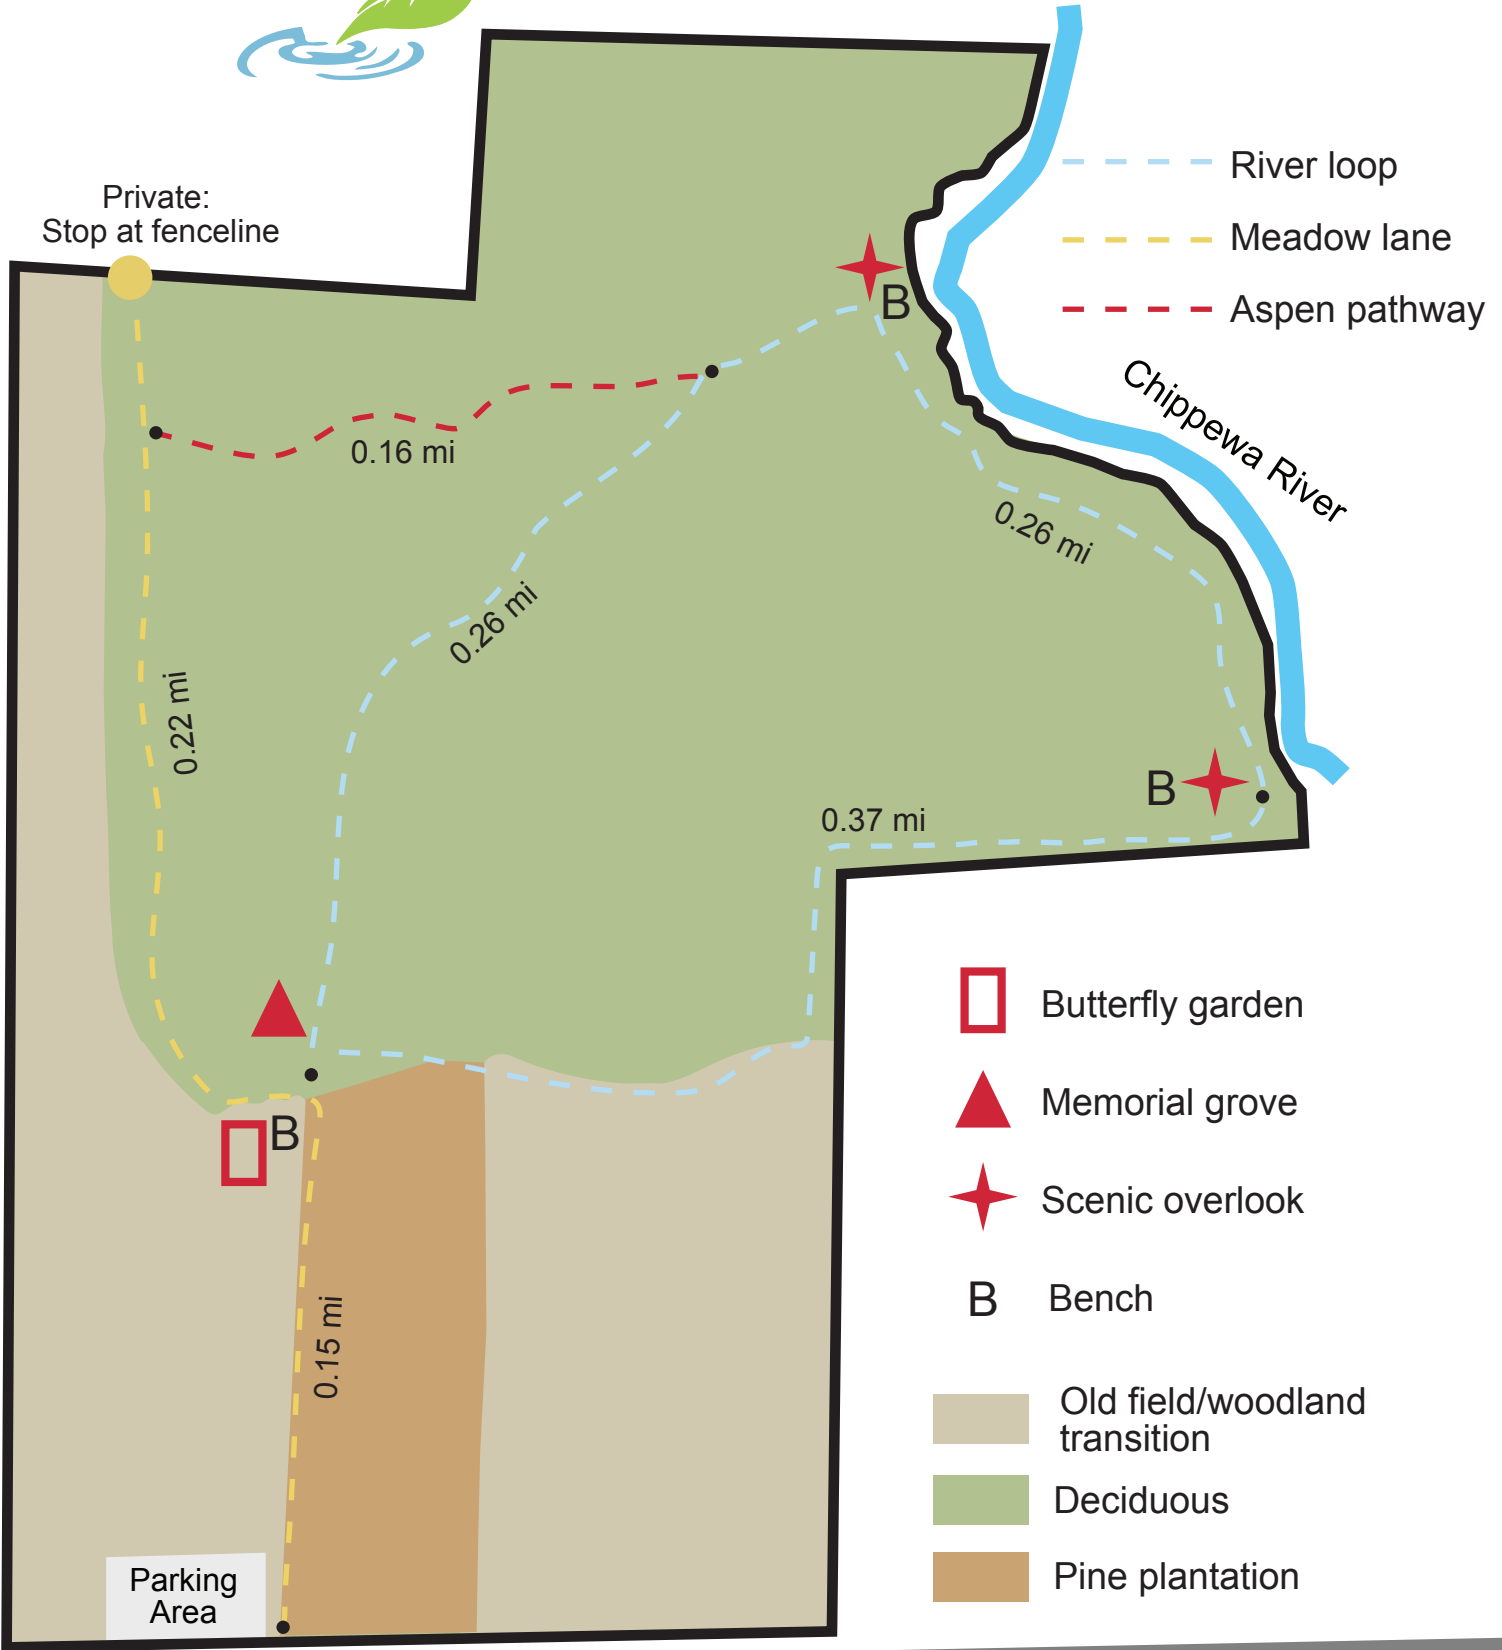 Private:
Stop at fenceline
River loop
Meadow lane
Aspen pathway
B
Chippewa River
0.16 mi
0.26 mi
0.26 mi
0.22 mi
B
0.37 mi
Butterfly garden
Memorial grove
B
Scenic overlook
B Bench
0.15 mi
Old field/woodland
transition
Deciduous
Pine plantation
Parking
Area